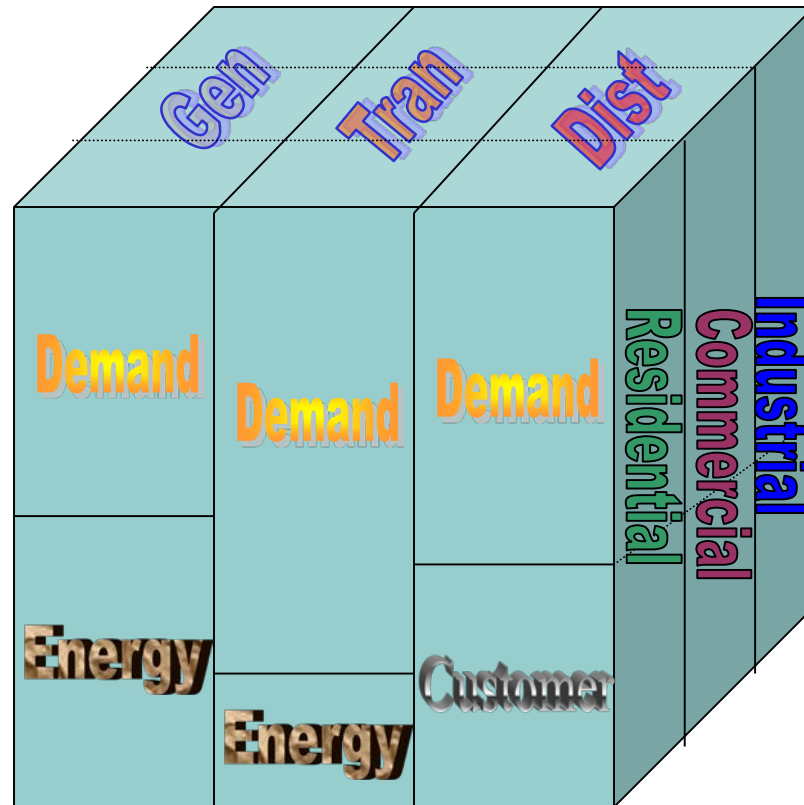 Gen
Tran
Dist
Demand
Demand
Demand
Residential
Commercial
Industrial
Energy
Energy
Customer